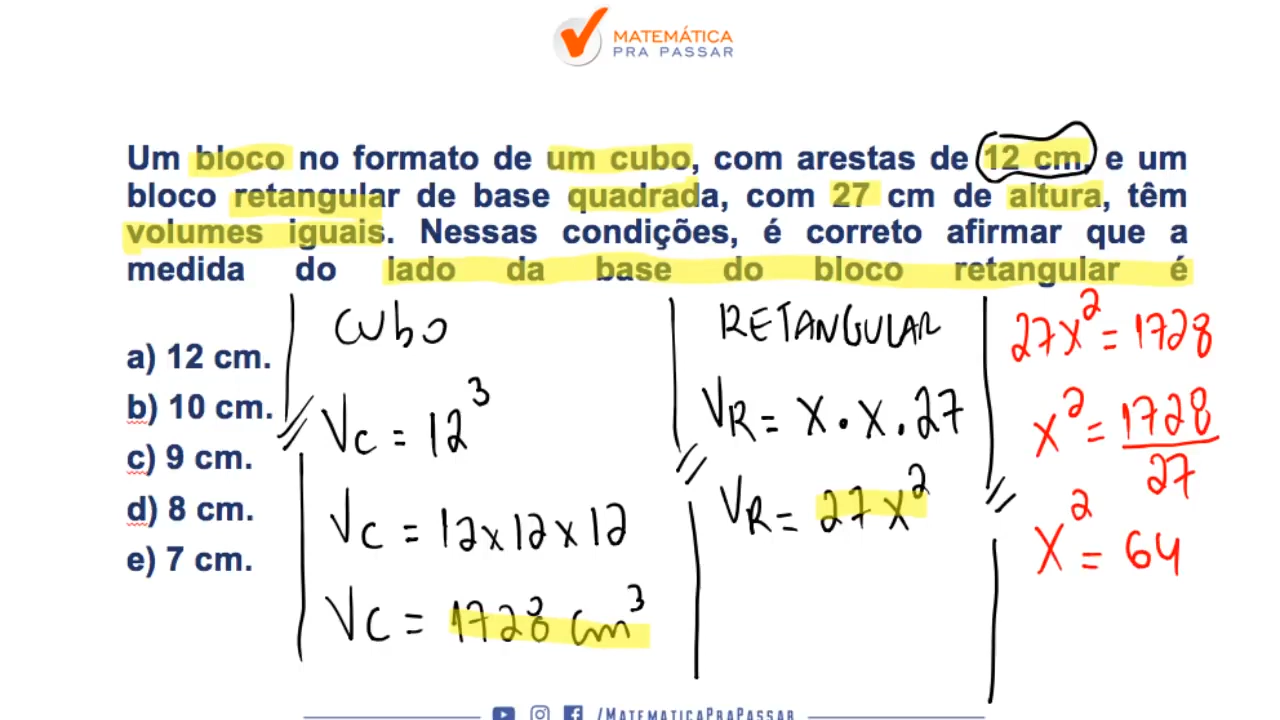 MATEMÁTICA
PRA PASSAR
Um bloco no formato de um cubo, com arestas de 12 cm, e um
bloco retangular de base quadrada, com 27 cm de altura, têm
volumes iguais. Nessas condições, é correto afirmar que a
medida do lado da base do bloco retangular é
a) 12 cm.
b) 10 cm.
c) 9 cm.
d) 8 cm.
e) 7 cm.
CUbO
VC = 12³
VC = 12x12x12
VC = 1728 cm³
RETANGULAR
VR = X . X . 27
VR = 27X²
27X² = 1728
X² = 1728
27
X² = 64
/MATEMATICAPRAPASSAR